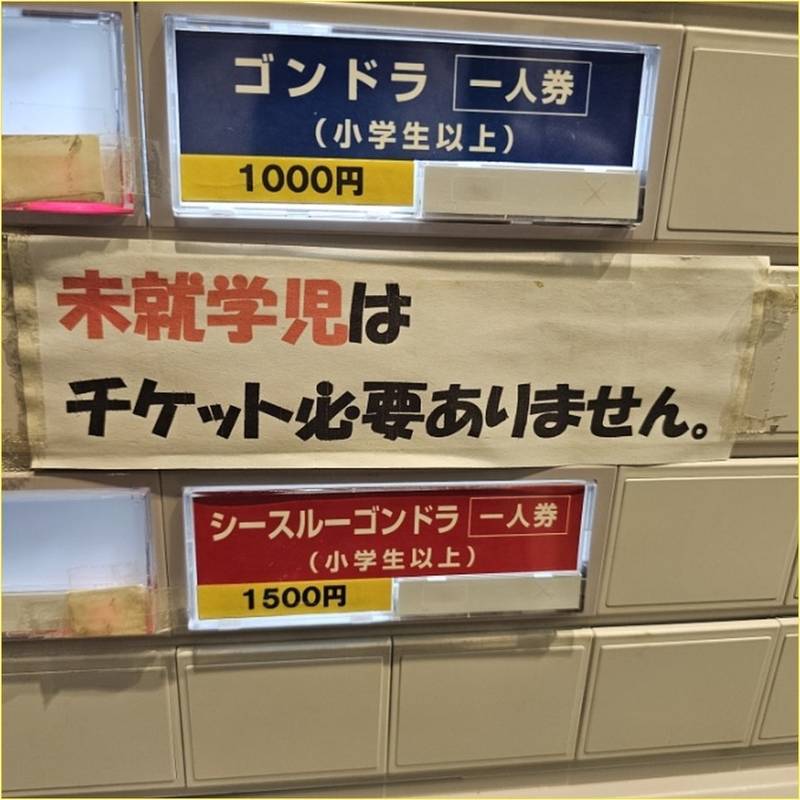 ゴンドラ 一人券
（小学生以上）
1000円
未就学児は
チケット必要ありません。
シースルーゴンドラ 一人券
（小学生以上）
1500円